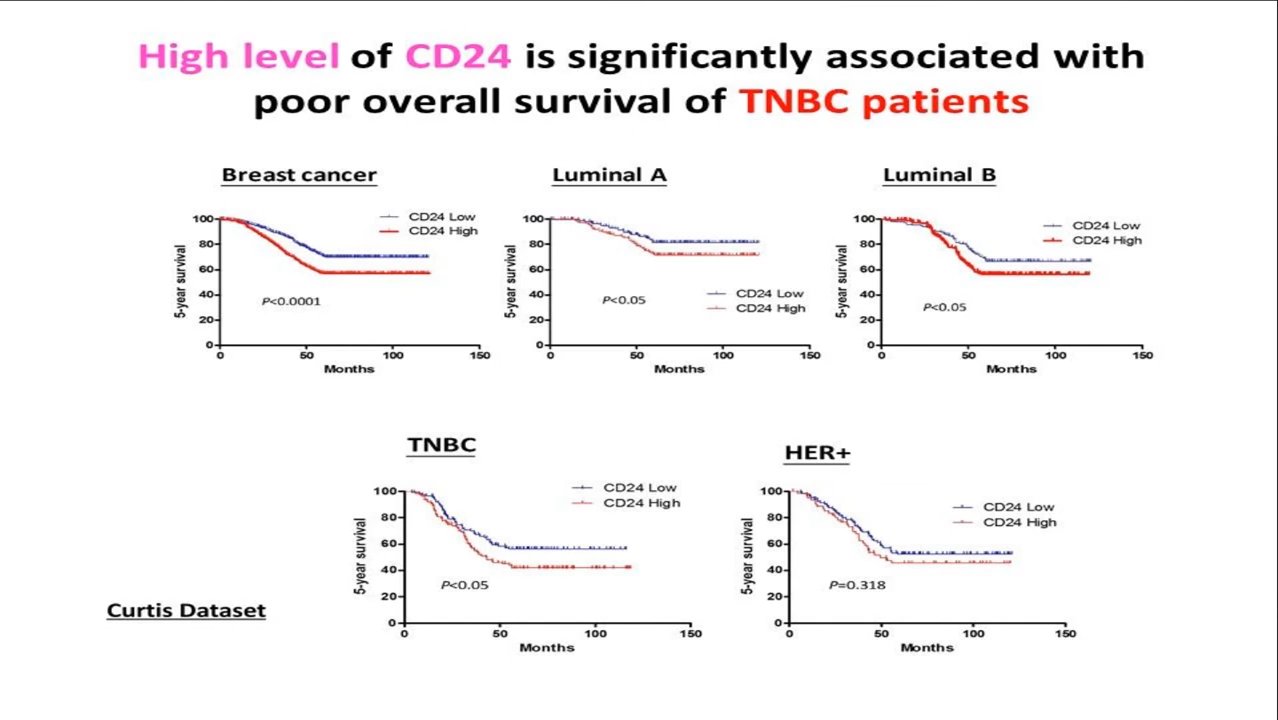 High level of CD24 is significantly associated with
poor overall survival of TNBC patients
Breast cancer
100
80
60
40
20
0
5-year survival
CD24 Low
CD24 High
P<0.0001
0 50 100 150
Months
Luminal A
100
80
60
40
20
0
5-year survival
P<0.05
CD24 Low
CD24 High
0 50 100 150
Months
Luminal B
100
80
60
40
20
0
5-year survival
CD24 Low
CD24 High
P<0.05
0 50 100 150
Months
TNBC
100
80
60
40
20
0
5-year survival
CD24 Low
CD24 High
P<0.05
0 50 100 150
Months
HER+
100
80
60
40
20
0
5-year survival
CD24 Low
CD24 High
P=0.318
0 50 100 150
Months
Curtis Dataset